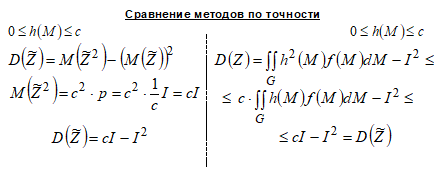 Сравнение методов по точности
0 ≤ h(M) ≤ c
D(Z̃) = M(Z̃²) − (M(Z̃))²
M(Z̃²) = c² · p = c² · 1/c I = cI
D(Z̃) = cI − I²
0 ≤ h(M) ≤ c
D(Z) = ∬_G h²(M) f(M)dM − I² ≤
≤ c · ∬_G h(M) f(M)dM − I² ≤
≤ cI − I² = D(Z̃)